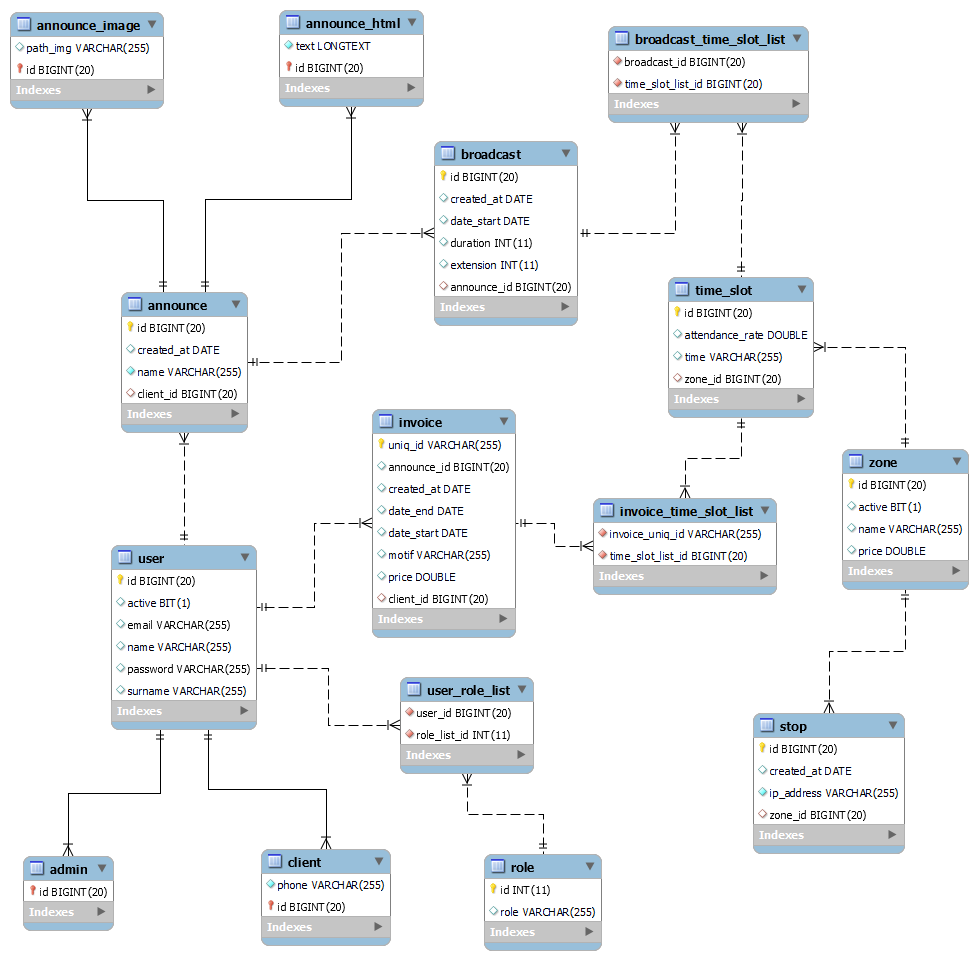 announce_image
path_img VARCHAR(255)
id BIGINT(20)
Indexes
announce_html
text LONGTEXT
id BIGINT(20)
Indexes
broadcast_time_slot_list
broadcast_id BIGINT(20)
time_slot_list_id BIGINT(20)
Indexes
broadcast
id BIGINT(20)
created_at DATE
date_start DATE
duration INT(11)
extension INT(11)
announce_id BIGINT(20)
Indexes
announce
id BIGINT(20)
created_at DATE
name VARCHAR(255)
client_id BIGINT(20)
Indexes
time_slot
id BIGINT(20)
attendance_rate DOUBLE
time VARCHAR(255)
zone_id BIGINT(20)
Indexes
invoice
uniq_id VARCHAR(255)
announce_id BIGINT(20)
created_at DATE
date_end DATE
date_start DATE
motif VARCHAR(255)
price DOUBLE
client_id BIGINT(20)
Indexes
zone
id BIGINT(20)
active BIT(1)
name VARCHAR(255)
price DOUBLE
Indexes
invoice_time_slot_list
invoice_uniq_id VARCHAR(255)
time_slot_list_id BIGINT(20)
Indexes
user
id BIGINT(20)
active BIT(1)
email VARCHAR(255)
name VARCHAR(255)
password VARCHAR(255)
surname VARCHAR(255)
Indexes
user_role_list
user_id BIGINT(20)
role_list_id INT(11)
Indexes
stop
id BIGINT(20)
created_at DATE
ip_address VARCHAR(255)
zone_id BIGINT(20)
Indexes
admin
id BIGINT(20)
Indexes
client
phone VARCHAR(255)
id BIGINT(20)
Indexes
role
id INT(11)
role VARCHAR(255)
Indexes